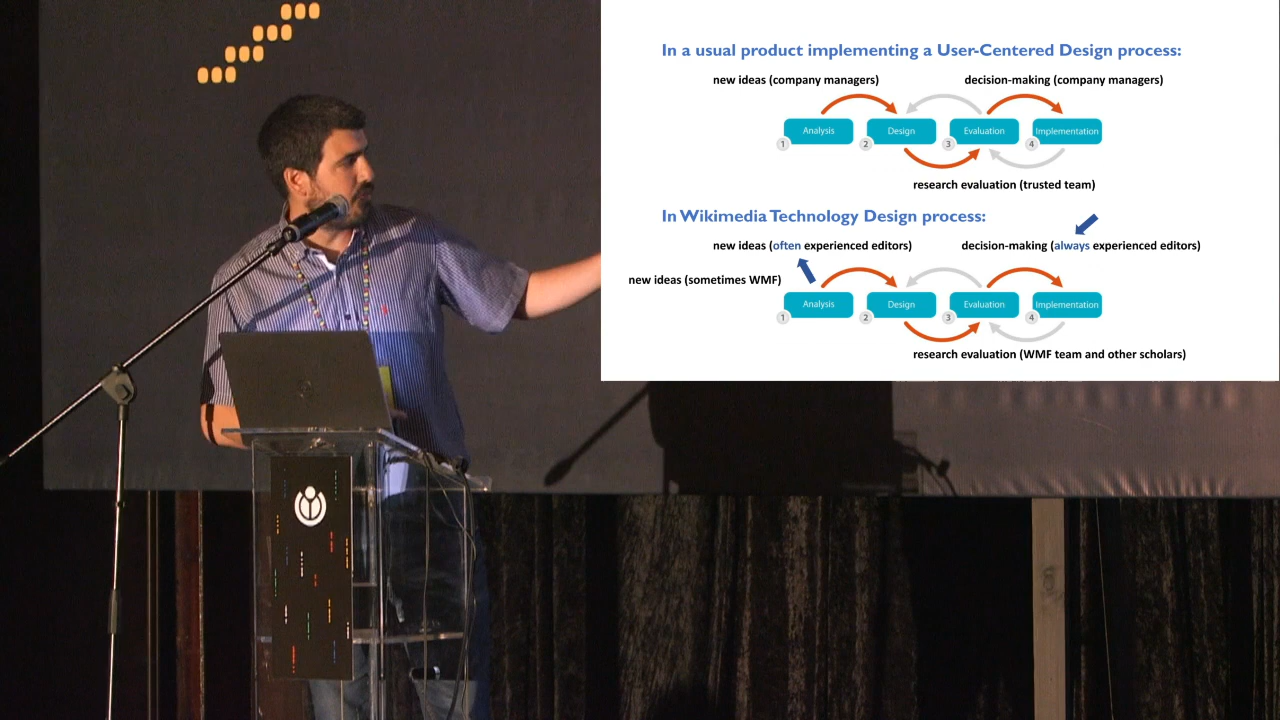 In a usual product implementing a User-Centered Design process:
new ideas (company managers)
decision-making (company managers)
Analysis
Design
Evaluation
Implementation
1
2
3
4
research evaluation (trusted team)
In Wikimedia Technology Design process:
new ideas (often experienced editors)
decision-making (always experienced editors)
new ideas (sometimes WMF)
Analysis
Design
Evaluation
Implementation
1
2
3
4
research evaluation (WMF team and other scholars)